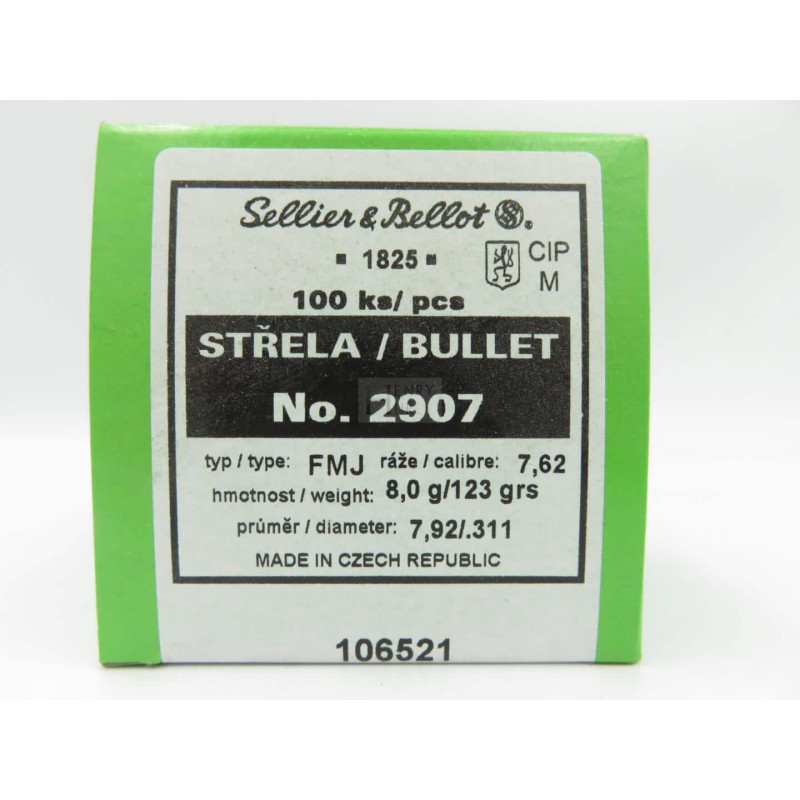 Sellier & Bellot S&B®.
▪ 1825 ▪
CIP
M
100 ks/ pcs
STŘELA / BULLET
No. 2907
typ / type: FMJ ráže / calibre: 7,62
hmotnost / weight: 8,0 g/123 grs
průměr / diameter: 7,92/.311
MADE IN CZECH REPUBLIC
106521